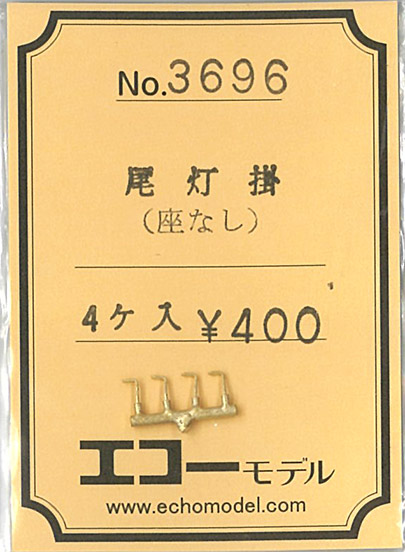 No.3696
尾灯掛
(座なし)
4ケ入 ¥400
エコーモデル
www.echomodel.com